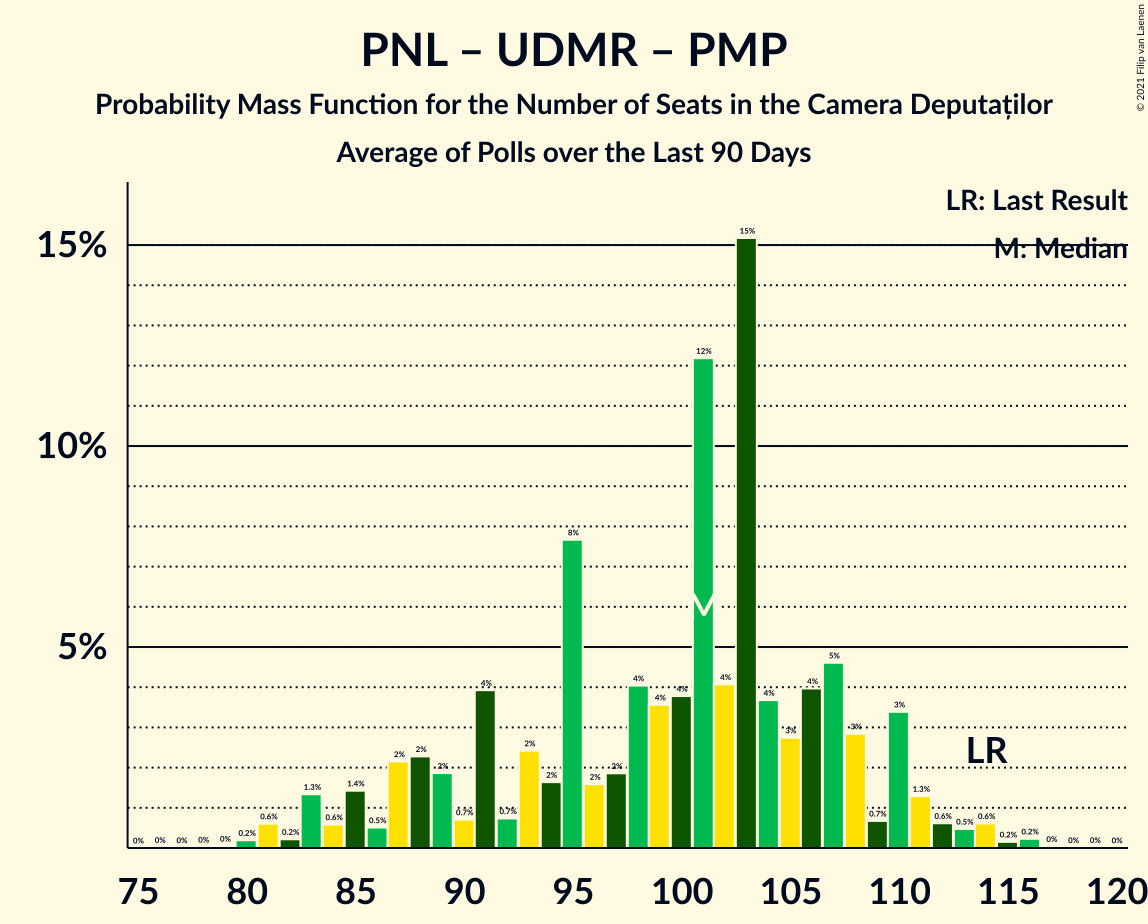 PNL – UDMR – PMP
Probability Mass Function for the Number of Seats in the Camera Deputaților
Average of Polls over the Last 90 Days
© 2021 Filip van Laenen
LR: Last Result
M: Median
15%
10%
5%
0% 0% 0% 0% 0% 0.2% 0.6% 0.2% 1.3% 0.6% 1.4% 0.5% 2% 2% 2% 0.7% 4% 0.7% 2% 2% 8% 2% 2% 4% 4% 4% 12% 4% 15% 4% 3% 4% 5% 3% 0.7% 3% 1.3% 0.6% 0.5% 0.6% 0.2% 0.2% 0% 0% 0% 0%
M
LR
75 80 85 90 95 100 105 110 115 120